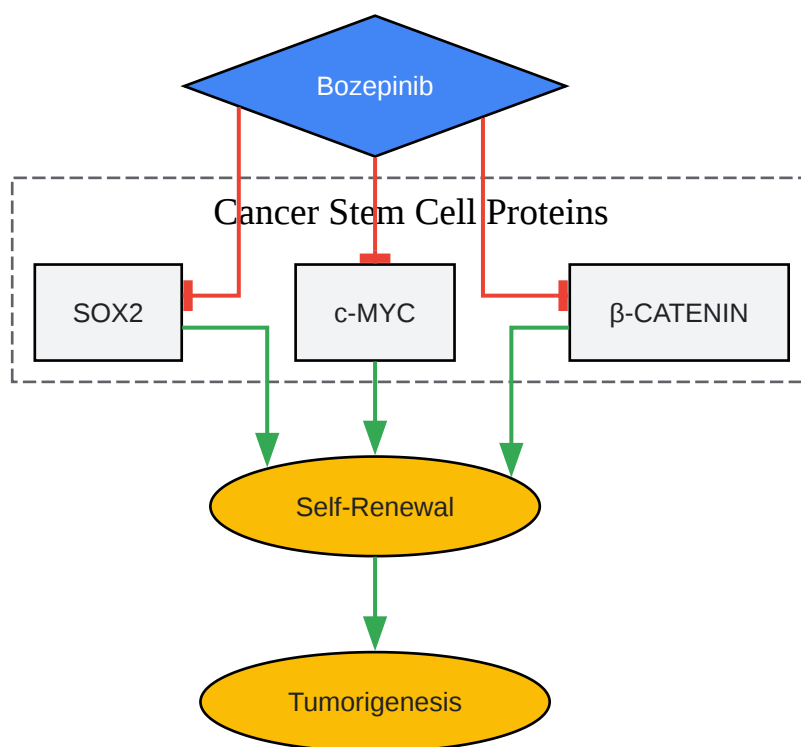 Bozepinib
Cancer Stem Cell Proteins
SOX2
c-MYC
β-CATENIN
Self-Renewal
Tumorigenesis